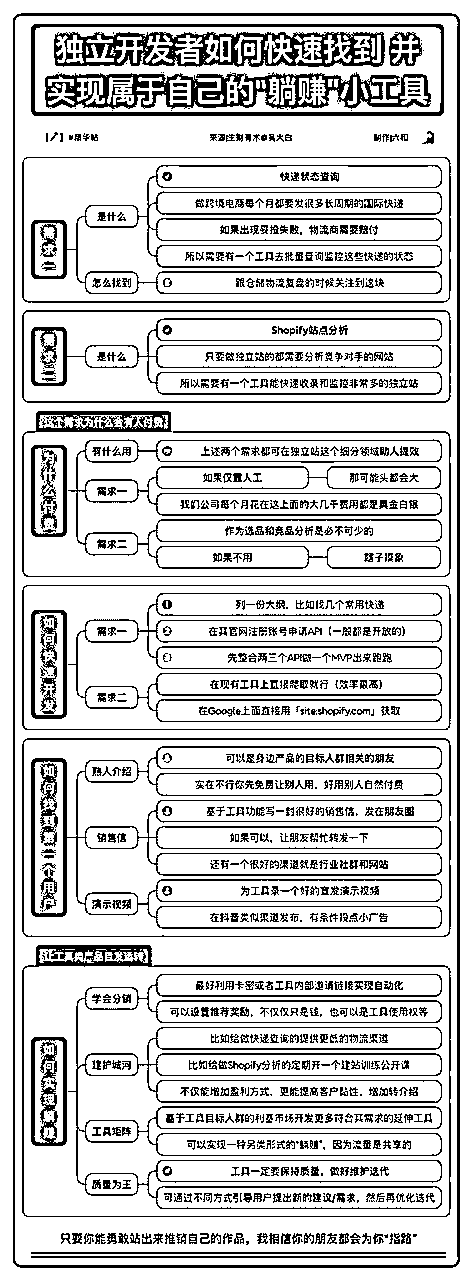 独立开发者如何快速找到 并
实现属于自己的"躺赚"小工具
#精华帖
来源|生财有术@吴大白
制作|六和
需求一
是什么
快递状态查询
做跨境电商每个月都要发很多长周期的国际快递
如果出现妥投失败，物流商需要赔付
所以需要有一个工具去批量查询监控这些快递的状态
怎么找到
跟仓储物流复盘的时候关注到这块
需求二
是什么
Shopify站点分析
只要做独立站的都需要分析竞争对手的网站
所以需要有一个工具能快速收录和监控非常多的独立站
这个需求为什么会有人付费
为什么付费
有什么用
上述两个需求都可在独立站这个细分领域助人提效
需求一
如果仅靠人工
那可能头都会大
我们公司每个月花在这上面的大几千费用都是真金白银
需求二
作为选品和竞品分析是必不可少的
如果不用
瞎子摸象
如何快速开发
需求一
列一份大纲，比如找几个常用快递
在其官网注册账号申请API（一般都是开放的）
先整合两三个API做一个MVP出来跑跑
需求二
在现有工具上直接爬取就行（效率最高）
在Google上面直接用「site:shopify.com」获取
如何找到第一个用户
熟人介绍
可以是身边产品的目标人群相关的朋友
实在不行你先免费让别人用，好用别人自然付费
销售信
基于工具功能写一封很好的销售信，发在朋友圈
如果可以，让朋友帮忙转发一下
还有一个很好的渠道就是行业社群和网站
演示视频
为工具录一个好的宣发演示视频
在抖音类似渠道发布，有条件投点小广告
让工具类产品自发运转
如何实现躺赚
学会分销
最好利用卡密或者工具内部邀请链接实现自动化
可以设置推荐奖励，不仅仅只是钱，也可以是工具使用权等
建护城河
比如给做快递查询的提供更低的物流渠道
比如给做Shopify分析的定期开一个建站训练公开课
不仅能增加盈利方式，更能提高客户黏性，增加转介绍
工具矩阵
基于工具目标人群的利基市场开发更多符合其需求的延伸工具
可以实现一种另类形式的"躺赚"，因为流量是共享的
质量为王
工具一定要保持质量，做好维护迭代
可通过不同方式引导用户提出新的建议/需求，然后再优化迭代
只要你能勇敢站出来推销自己的作品，我相信你的朋友都会为你"指路"